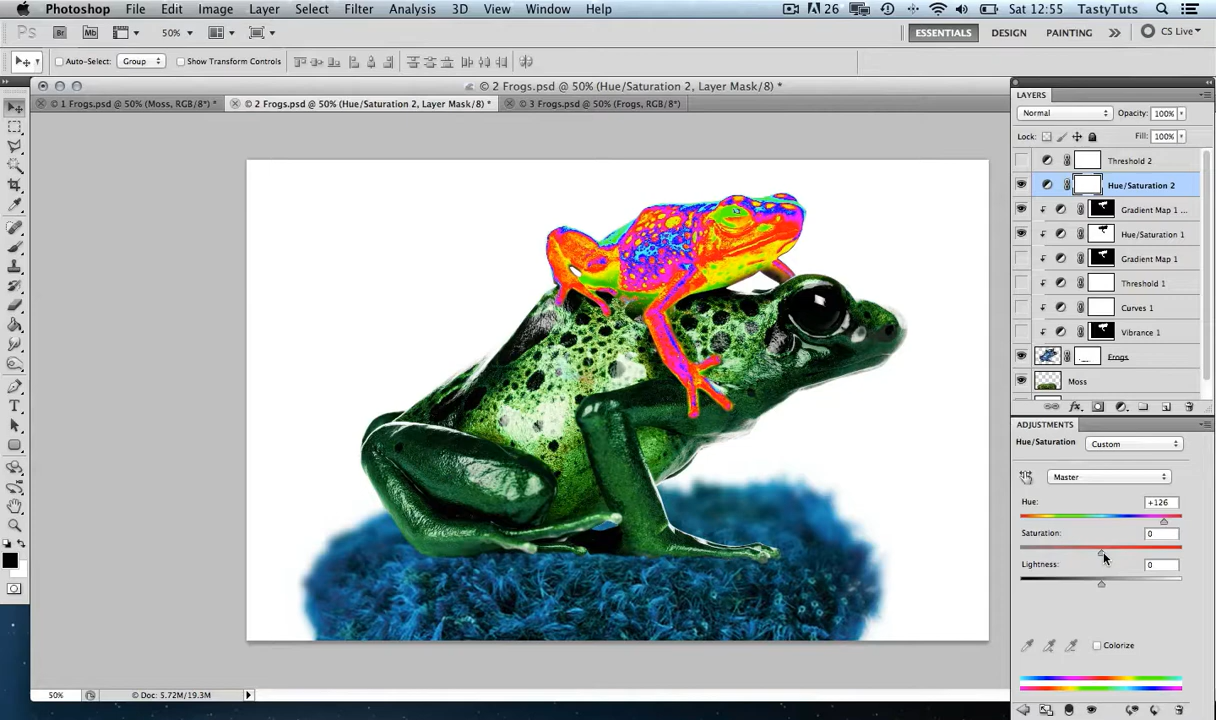 Photoshop File Edit Image Layer Select Filter Analysis 3D View Window Help 26 Sat 12:55 TastyTuts
Ps Br Mb 50% ESSENTIALS DESIGN PAINTING CS Live
Auto-Select: Group Show Transform Controls
© 2 Frogs.psd @ 50% (Hue/Saturation 2, Layer Mask/8) *
© 1 Frogs.psd @ 50% (Moss, RGB/8) * © 2 Frogs.psd @ 50% (Hue/Saturation 2, Layer Mask/8) * © 3 Frogs.psd @ 50% (Frogs, RGB/8)
LAYERS
Normal Opacity: 100%
Lock: Fill: 100%
Threshold 2
Hue/Saturation 2
Gradient Map 1 ...
Hue/Saturation 1
Gradient Map 1
Threshold 1
Curves 1
Vibrance 1
Frogs
Moss
fx
ADJUSTMENTS
Hue/Saturation Custom
Master
Hue: +126
Saturation: 0
Lightness: 0
Colorize
50% Doc: 5.72M/19.3M